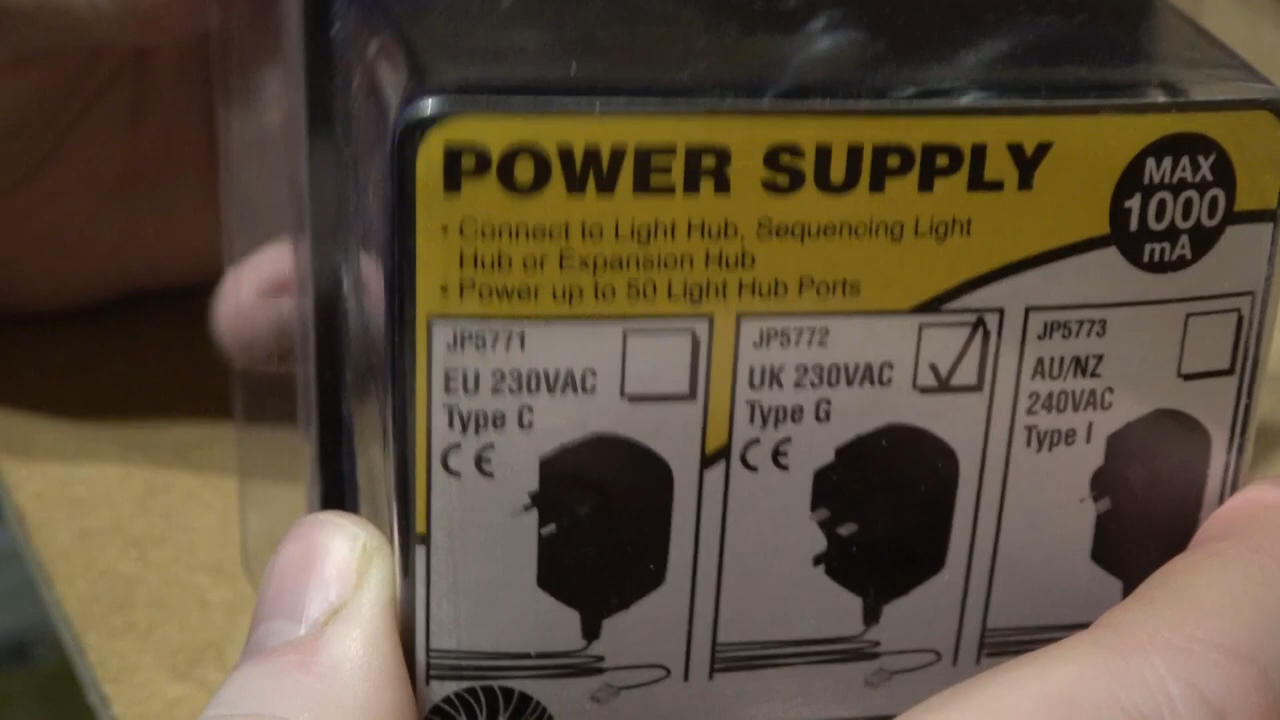 POWER SUPPLY
MAX
1000
mA
• Connect to Light Hub, Sequencing Light
Hub or Expansion Hub
• Power up to 50 Light Hub Ports
JP5771
EU 230VAC
Type C
CE
JP5772
UK 230VAC
Type G
CE
JP5773
AU/NZ
240VAC
Type I